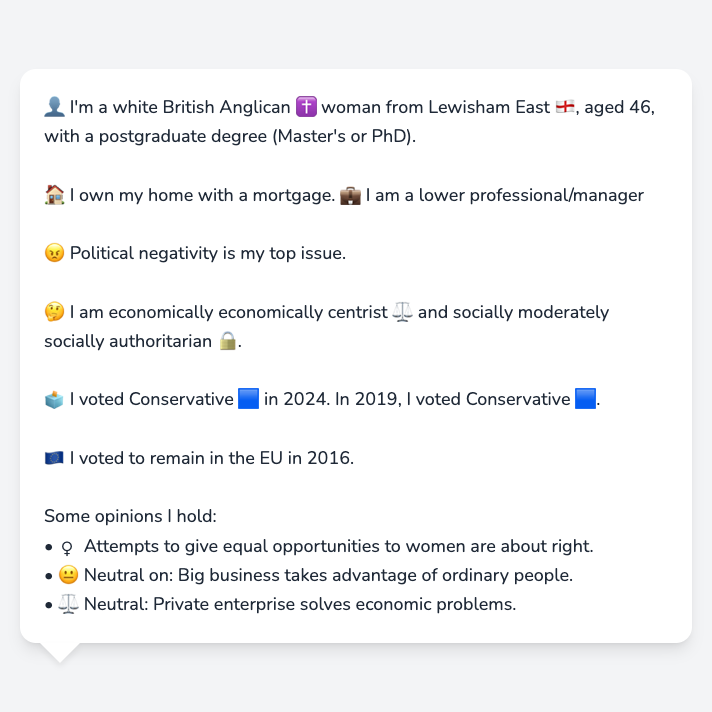 👤 I'm a white British Anglican ✝️ woman from Lewisham East 🏴󠁧󠁢󠁥󠁮󠁧󠁿, aged 46,
with a postgraduate degree (Master's or PhD).
🏠 I own my home with a mortgage. 💼 I am a lower professional/manager
😠 Political negativity is my top issue.
🤔 I am economically economically centrist ⚖️ and socially moderately
socially authoritarian 🔒.
🗳️ I voted Conservative 🟦 in 2024. In 2019, I voted Conservative 🟦.
🇪🇺 I voted to remain in the EU in 2016.
Some opinions I hold:
• ♀ Attempts to give equal opportunities to women are about right.
• 😐 Neutral on: Big business takes advantage of ordinary people.
• ⚖️ Neutral: Private enterprise solves economic problems.